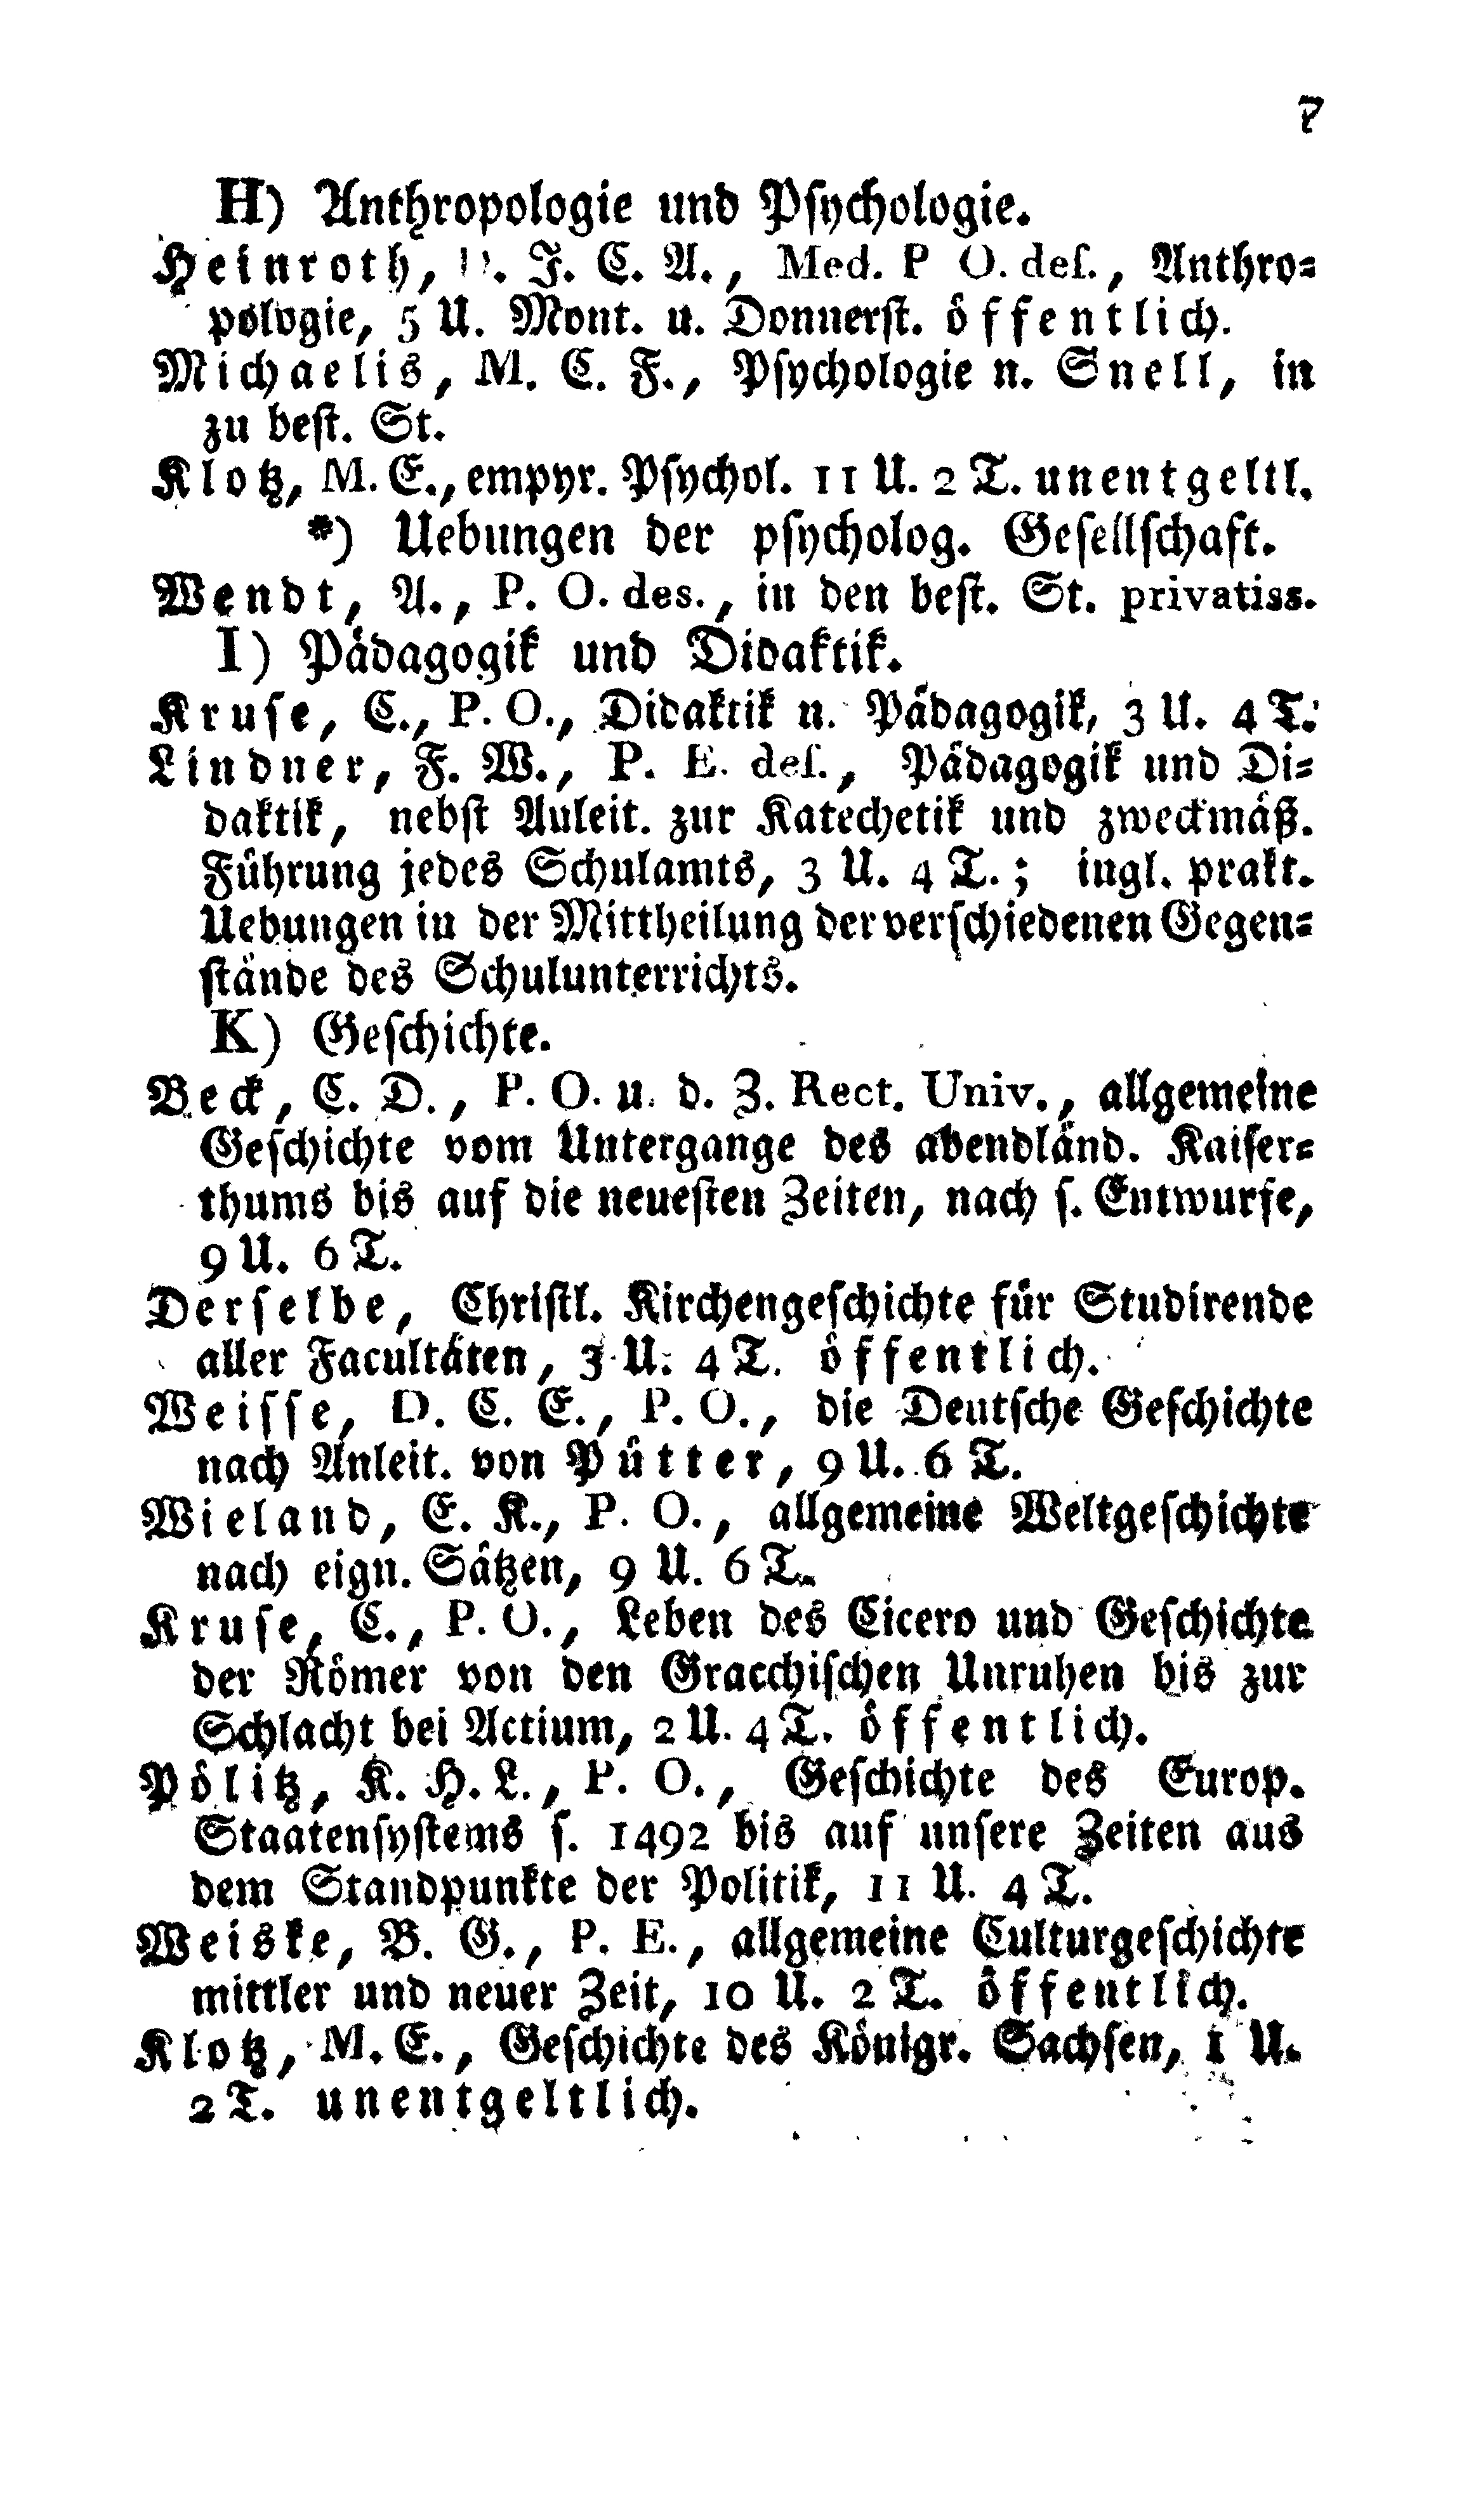 7
H) Anthropologie und Psychologie.
Heinroth, D. J. C. A., Med. P O. des., Anthro-
pologie, 5 U. Mont. u. Donnerst. öffentlich.
Michaelis, M. C. F., Psychologie n. Snell, in
zu best. St.
Klotz, M. E., empyr. Psychol. 11 U. 2 T. unentgeltl.
*) Uebungen der psycholog. Gesellschaft.
Wendt, A., P. O. des., in den best. St. privatiss.
I) Pädagogik und Didaktik.
Kruse, C., P. O., Didaktik u. Pädagogik, 3 U. 4 T.
Lindner, F. W., P. E. des., Pädagogik und Di-
daktik, nebst Anleit. zur Katechetik und zweckmäß.
Führung jedes Schulamts, 3 U. 4 T.; ingl. prakt.
Uebungen in der Mittheilung der verschiedenen Gegen-
stände des Schulunterrichts.
K) Geschichte.
Beck, C. D., P. O. u. d. Z. Rect. Univ., allgemeine
Geschichte vom Untergange des abendländ. Kaiser-
thums bis auf die neuesten Zeiten, nach s. Entwurfe,
9 U. 6 T.
Derselbe, Christl. Kirchengeschichte für Studirende
aller Facultäten, 3 U. 4 T. öffentlich.
Weisse, D. C. E., P. O., die Deutsche Geschichte
nach Anleit. von Pütter, 9 U. 6 T.
Wieland, E. K., P. O., allgemeine Weltgeschichte
nach eign. Sätzen, 9 U. 6 T.
Kruse, C., P. O., Leben des Cicero und Geschichte
der Römer von den Gracchischen Unruhen bis zur
Schlacht bei Actium, 2 U. 4 T. öffentlich.
Pölitz, K. H. L., P. O., Geschichte des Europ.
Staatensystems s. 1492 bis auf unsere Zeiten aus
dem Standpunkte der Politik, 11 U. 4 T.
Weiske, B. G., P. E., allgemeine Culturgeschichte
mittler und neuer Zeit, 10 U. 2 T. öffentlich.
Klotz, M. E., Geschichte des Königr. Sachsen, 1 U.
2 T. unentgeltlich.